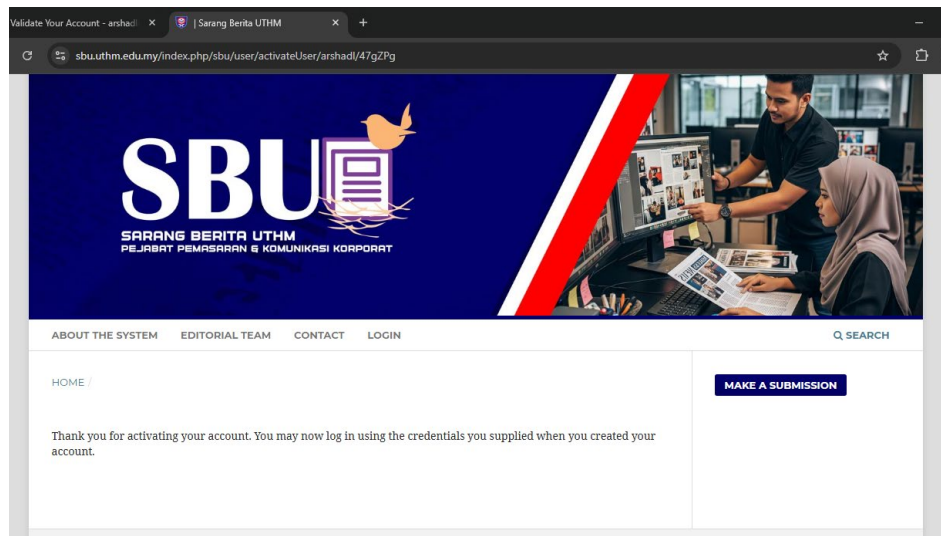 Validate Your Account - arshadl
| Sarang Berita UTHM
sbu.uthm.edu.my/index.php/sbu/user/activateUser/arshadl/47gZPg
SBU
SARANG BERITA UTHM
PEJABAT PEMASARAN & KOMUNIKASI KORPORAT
ABOUT THE SYSTEM EDITORIAL TEAM CONTACT LOGIN SEARCH
HOME /
MAKE A SUBMISSION
Thank you for activating your account. You may now log in using the credentials you supplied when you created your
account.